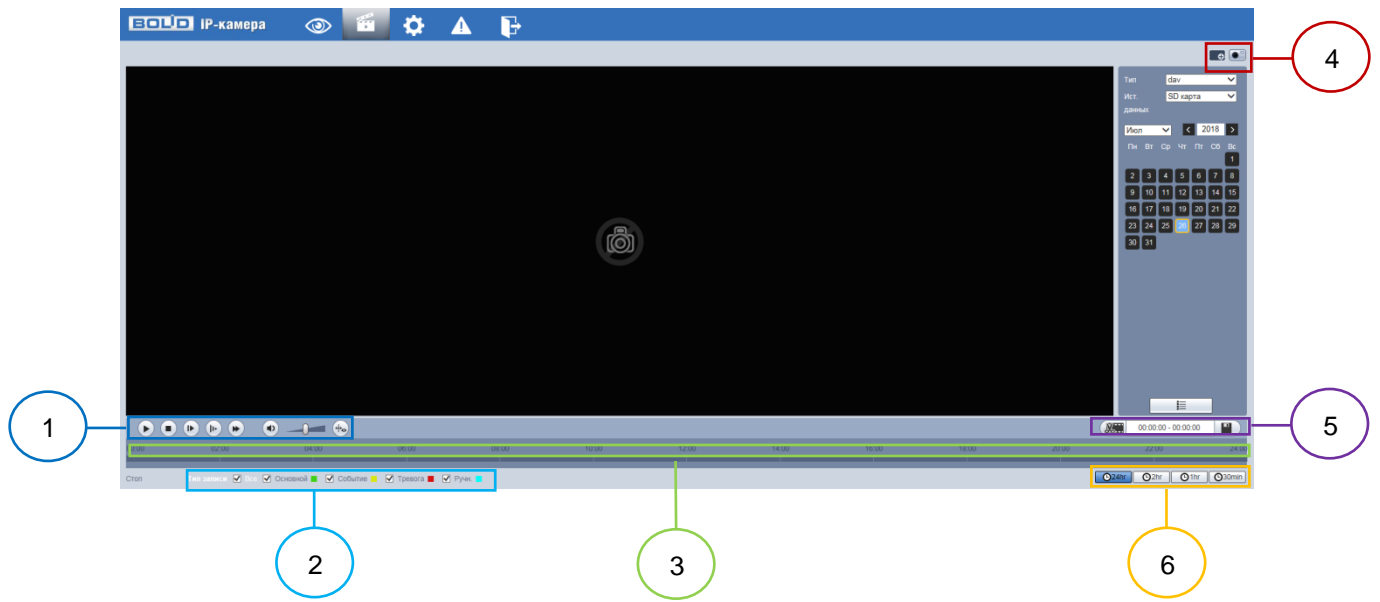 BOLID IP-камера
4
Тип dav
Ист. данных SD карта
Июл 2018
Пн Вт Ср Чт Пт Сб Вс
1
2 3 4 5 6 7 8
9 10 11 12 13 14 15
16 17 18 19 20 21 22
23 24 25 26 27 28 29
30 31
1
00:00:00 - 00:00:00
5
02:00 04:00 06:00 08:00 10:00 12:00 14:00 16:00 18:00 20:00 22:00 24:00
Стоп Тип записи Все Основной Событие Тревога Ручн.
24hr 2hr 1hr 30min
2
3
6